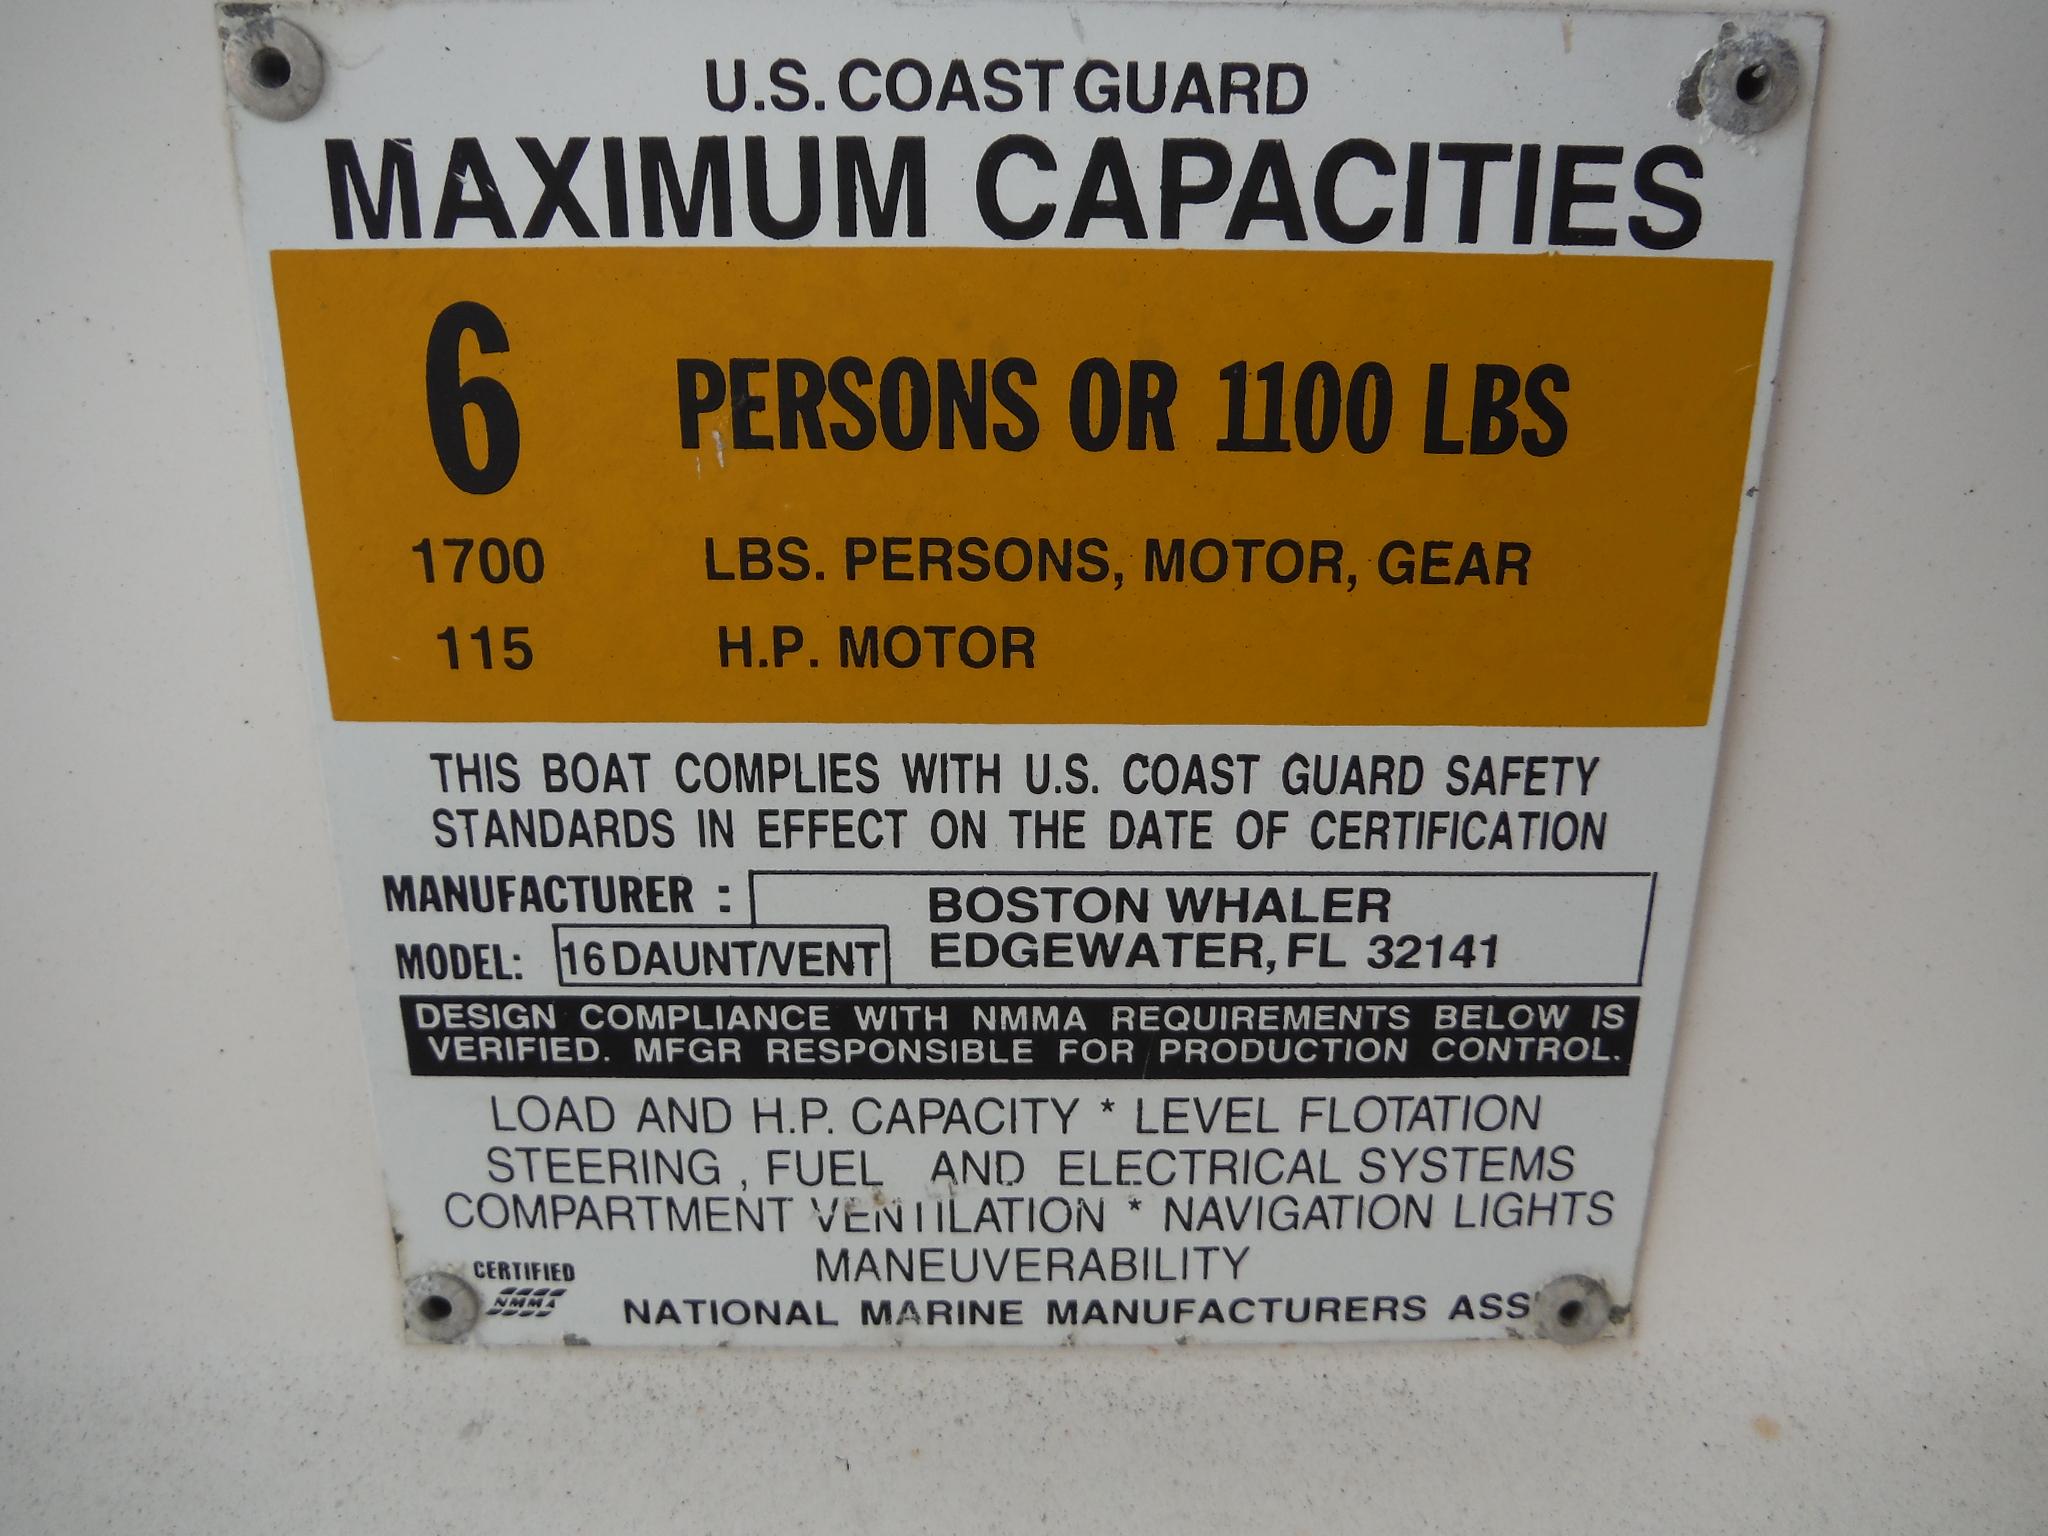 U.S. COAST GUARD
MAXIMUM CAPACITIES
6 PERSONS OR 1100 LBS
1700 LBS. PERSONS, MOTOR, GEAR
115 H.P. MOTOR
THIS BOAT COMPLIES WITH U.S. COAST GUARD SAFETY
STANDARDS IN EFFECT ON THE DATE OF CERTIFICATION
MANUFACTURER : BOSTON WHALER
MODEL: 16 DAUNT/VENT EDGEWATER, FL 32141
DESIGN COMPLIANCE WITH NMMA REQUIREMENTS BELOW IS
VERIFIED. MFGR RESPONSIBLE FOR PRODUCTION CONTROL.
LOAD AND H.P. CAPACITY * LEVEL FLOTATION
STEERING , FUEL AND ELECTRICAL SYSTEMS
COMPARTMENT VENTILATION * NAVIGATION LIGHTS
MANEUVERABILITY
CERTIFIED
NMMA
NATIONAL MARINE MANUFACTURERS ASS